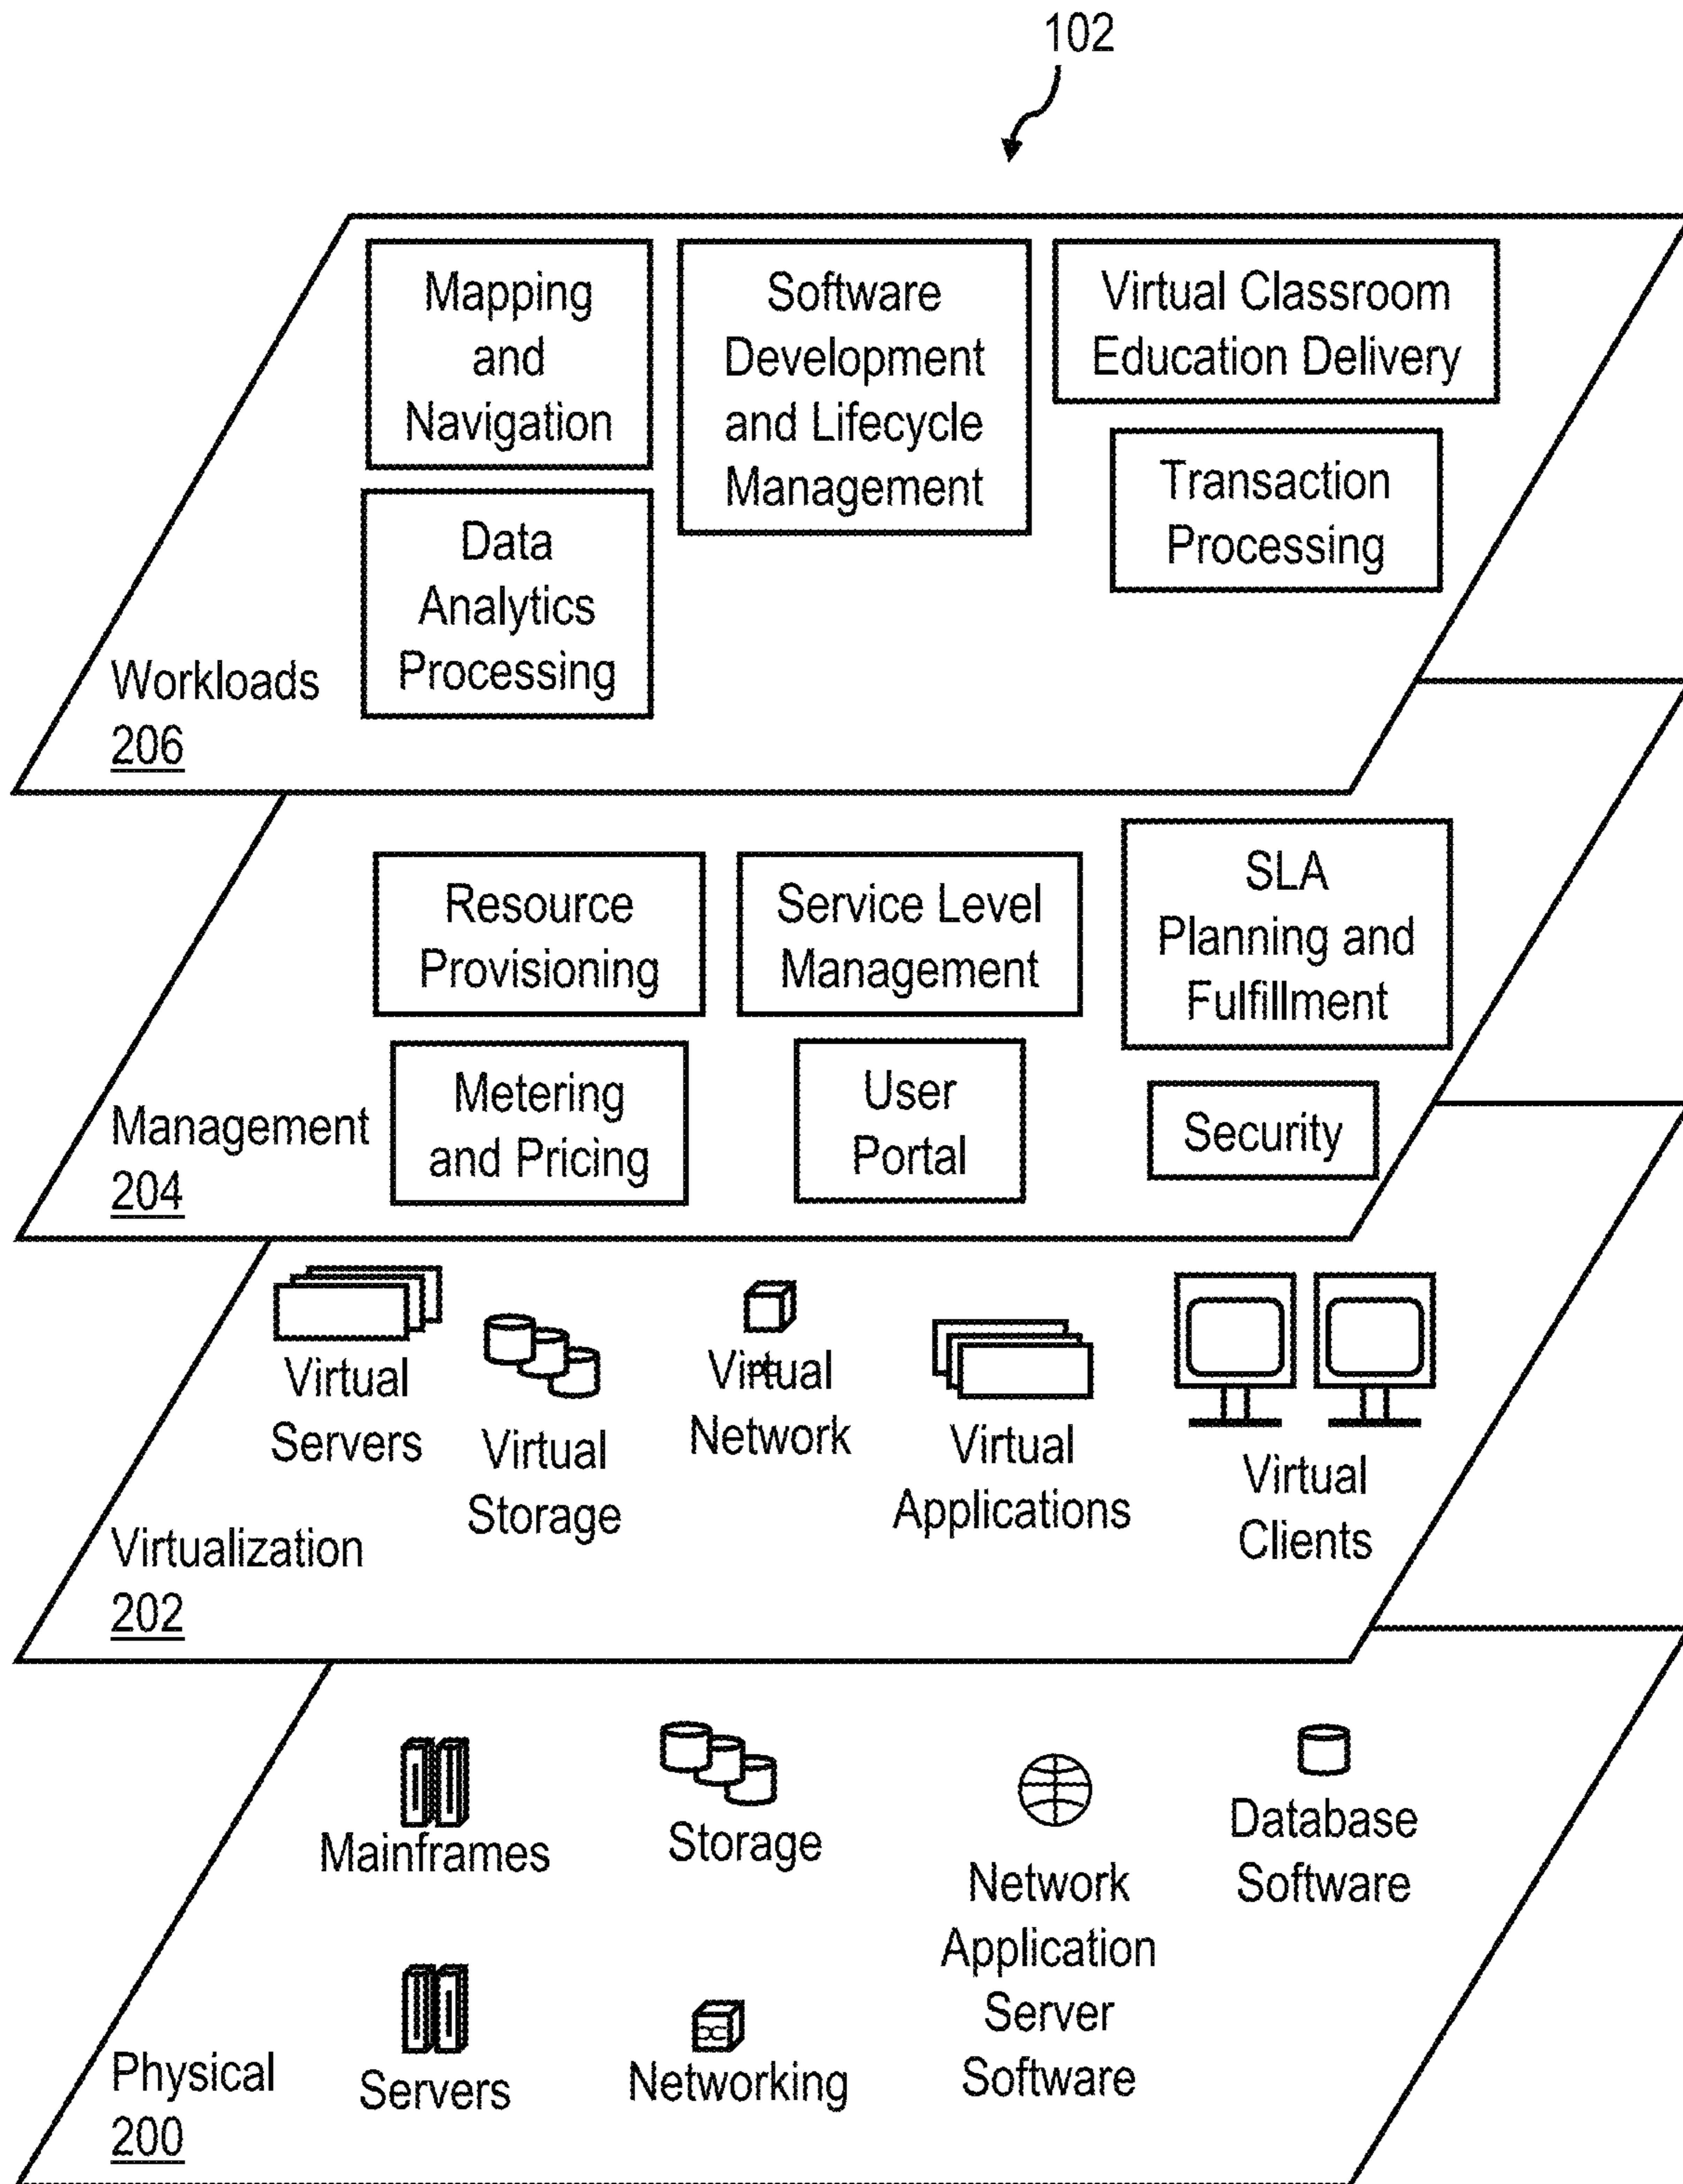 102
Mapping
and
Navigation
Software
Development
and Lifecycle
Management
Virtual Classroom
Education Delivery
Transaction
Processing
Data
Analytics
Processing
Workloads
206
Resource
Provisioning
Service Level
Management
SLA
Planning and
Fulfillment
Metering
and Pricing
User
Portal
Security
Management
204
Virtual
Servers
Virtual
Storage
Virtual
Network
Virtual
Applications
Virtual
Clients
Virtualization
202
Mainframes
Storage
Network
Application
Server
Software
Database
Software
Servers
Networking
Physical
200